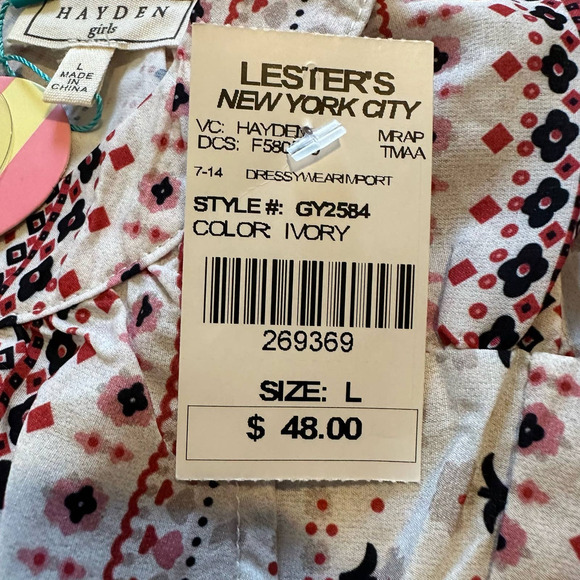 HAYDEN
girls
L
MADE
IN
CHINA
LESTER'S
NEW YORK CITY
VC: HAYDEN MRAP
DCS: TMAA
7-14 DRESSYWEARIMPORT
STYLE #: GY2584
COLOR: IVORY
269369
SIZE: L
$ 48.00